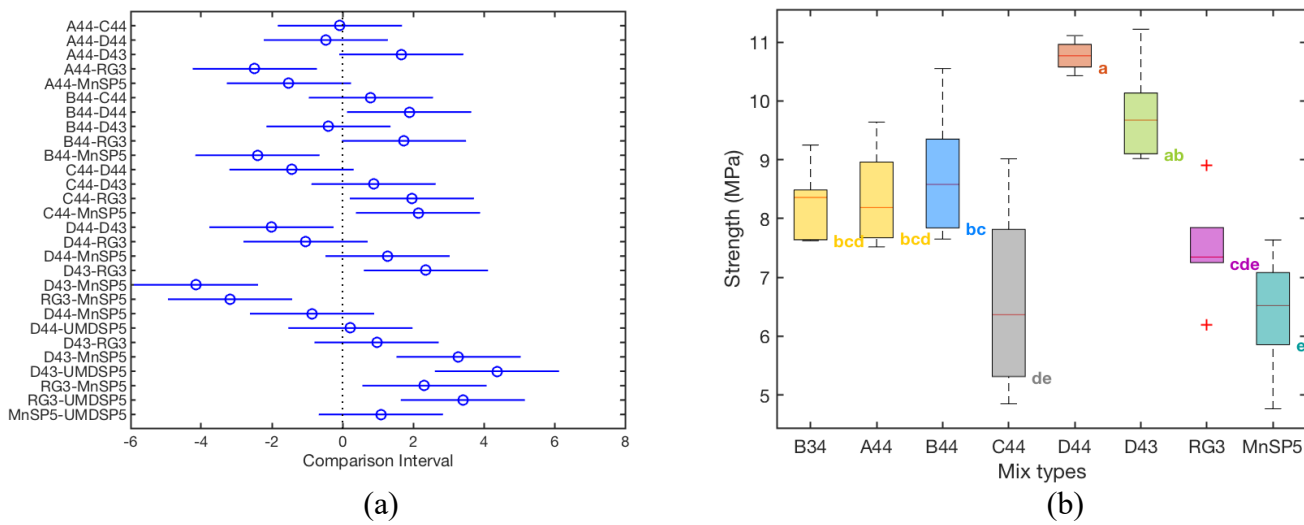 A44-C44
A44-D44
A44-D43
A44-RG3
A44-MnSP5
B44-C44
B44-D44
B44-D43
B44-RG3
B44-MnSP5
C44-D44
C44-D43
C44-RG3
C44-MnSP5
D44-D43
D44-RG3
D44-MnSP5
D43-RG3
D43-MnSP5
RG3-MnSP5
D44-MnSP5
D44-UMDSP5
D43-RG3
D43-MnSP5
D43-UMDSP5
RG3-MnSP5
RG3-UMDSP5
MnSP5-UMDSP5
-6 -4 -2 0 2 4 6 8
Comparison Interval
(a)
Strength (MPa)
11
10
9
8
7
6
5
bcd
bcd
bc
de
a
ab
cde
e
B34 A44 B44 C44 D44 D43 RG3 MnSP5
Mix types
(b)